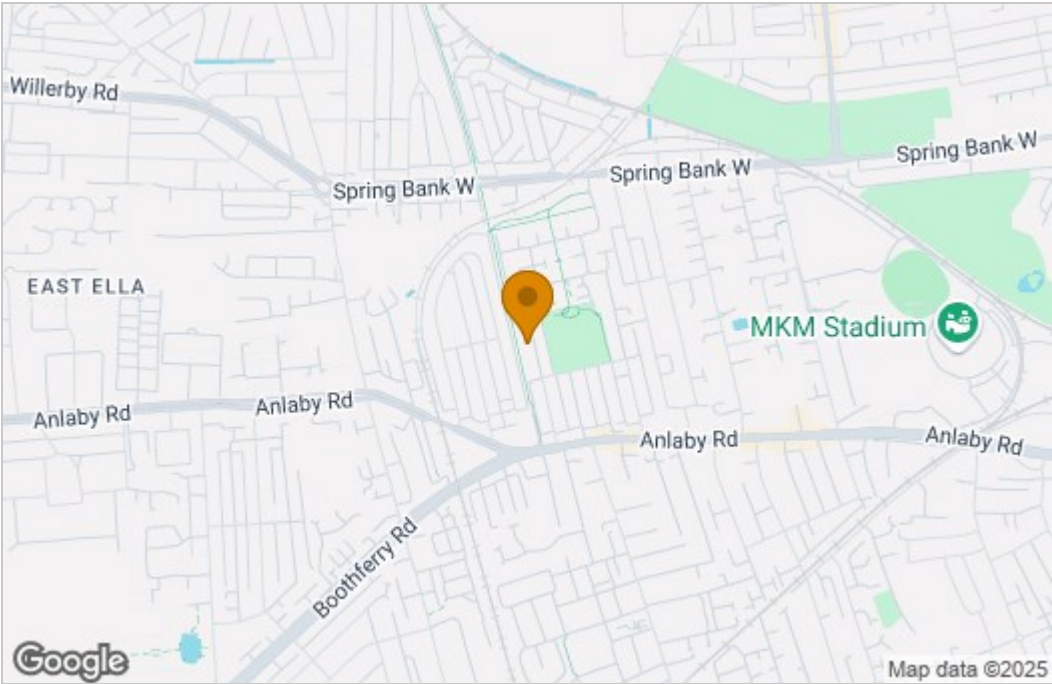 Willerby Rd
Spring Bank W
Spring Bank W
Spring Bank W
EAST ELLA
MKM Stadium
Anlaby Rd
Anlaby Rd
Anlaby Rd
Anlaby Rd
Boothferry Rd
Google
Map data ©2025